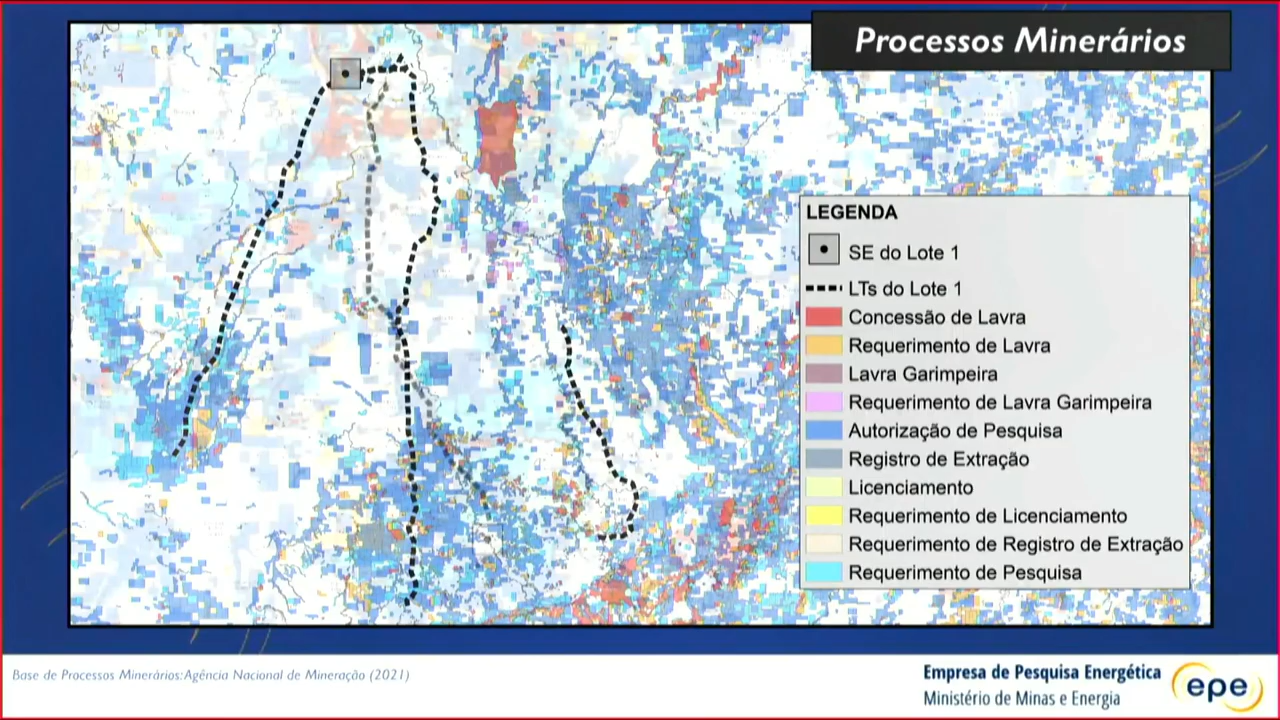 Processos Minerários
LEGENDA
SE do Lote 1
LTs do Lote 1
Concessão de Lavra
Requerimento de Lavra
Lavra Garimpeira
Requerimento de Lavra Garimpeira
Autorização de Pesquisa
Registro de Extração
Licenciamento
Requerimento de Licenciamento
Requerimento de Registro de Extração
Requerimento de Pesquisa
Base de Processos Minerários:Agência Nacional de Mineração (2021)
Empresa de Pesquisa Energética
Ministério de Minas e Energia
epe